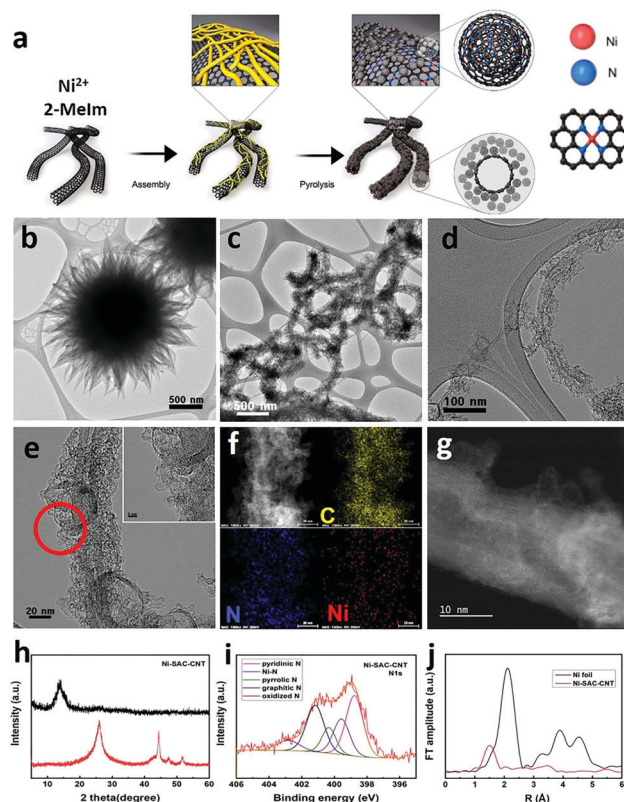 a
Ni²⁺
2-MeIm
Assembly
Pyrolysis
Ni
N
b
500 nm
c
500 nm
d
100 nm
e
20 nm
f
C
N
Ni
g
10 nm
h
Ni-SAC-CNT
Intensity (a.u.)
0 10 20 30 40 50 60
2 theta(degree)
i
pyridinic N
Ni-N
pyrrolic N
graphitic N
oxidized N
Ni-SAC-CNT
N1s
Intensity (a.u.)
406 404 402 400 398 396 395
Binding energy (eV)
j
Ni foil
Ni-SAC-CNT
FT amplitude (a.u.)
0 1 2 3 4 5 6
R (Å)